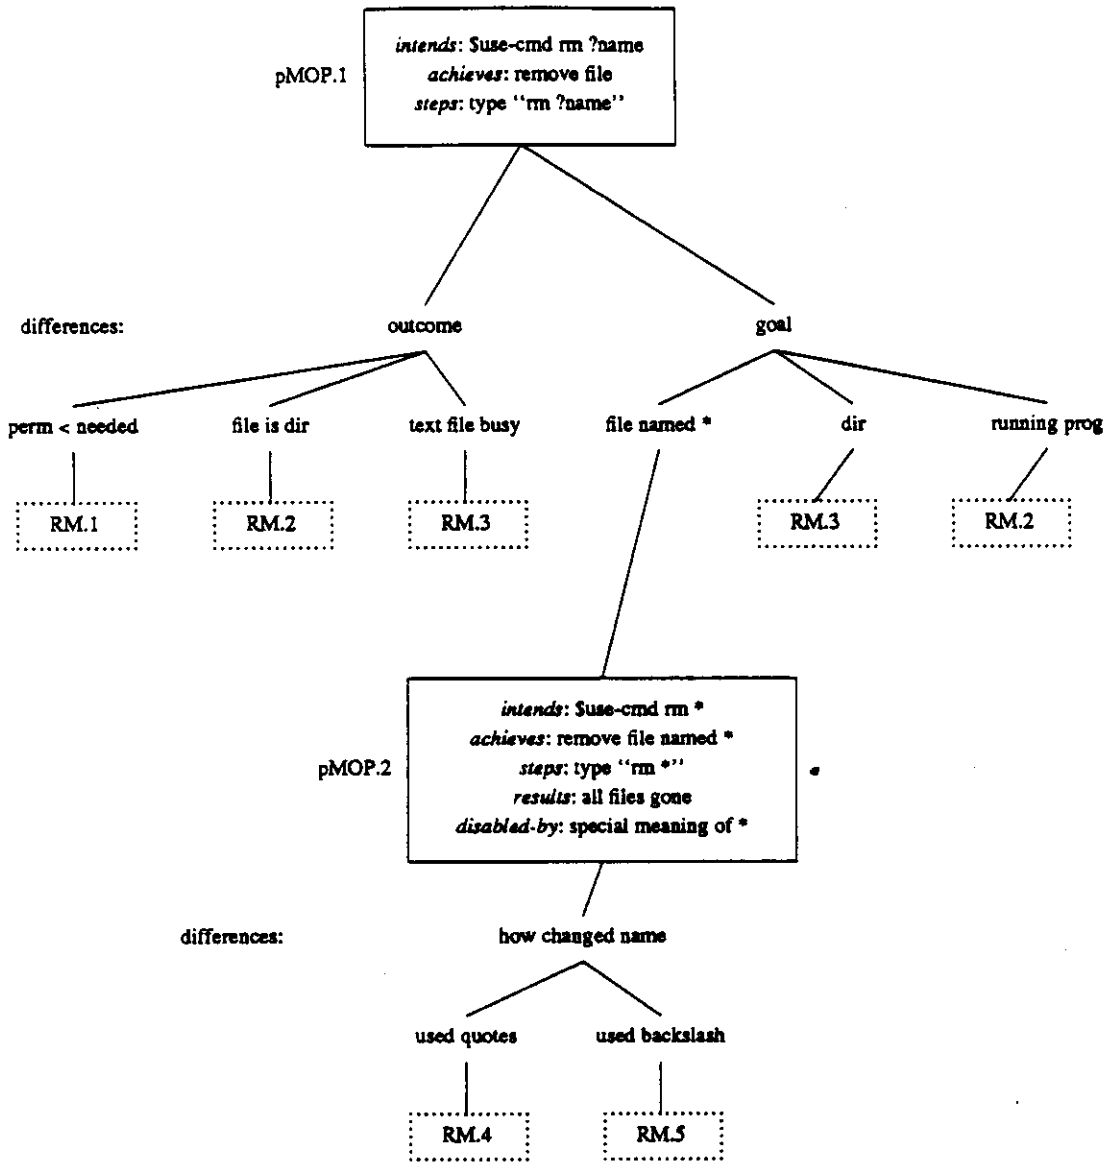 intends: $use-cmd rm ?name
pMOP.1
achieves: remove file
steps: type “rm ?name”
differences:
outcome
goal
perm < needed
file is dir
text file busy
file named *
dir
running prog
RM.1
RM.2
RM.3
RM.3
RM.2
intends: $use-cmd rm *
achieves: remove file named *
pMOP.2
steps: type “rm *”
results: all files gone
disabled-by: special meaning of *
differences:
how changed name
used quotes
used backslash
RM.4
RM.5